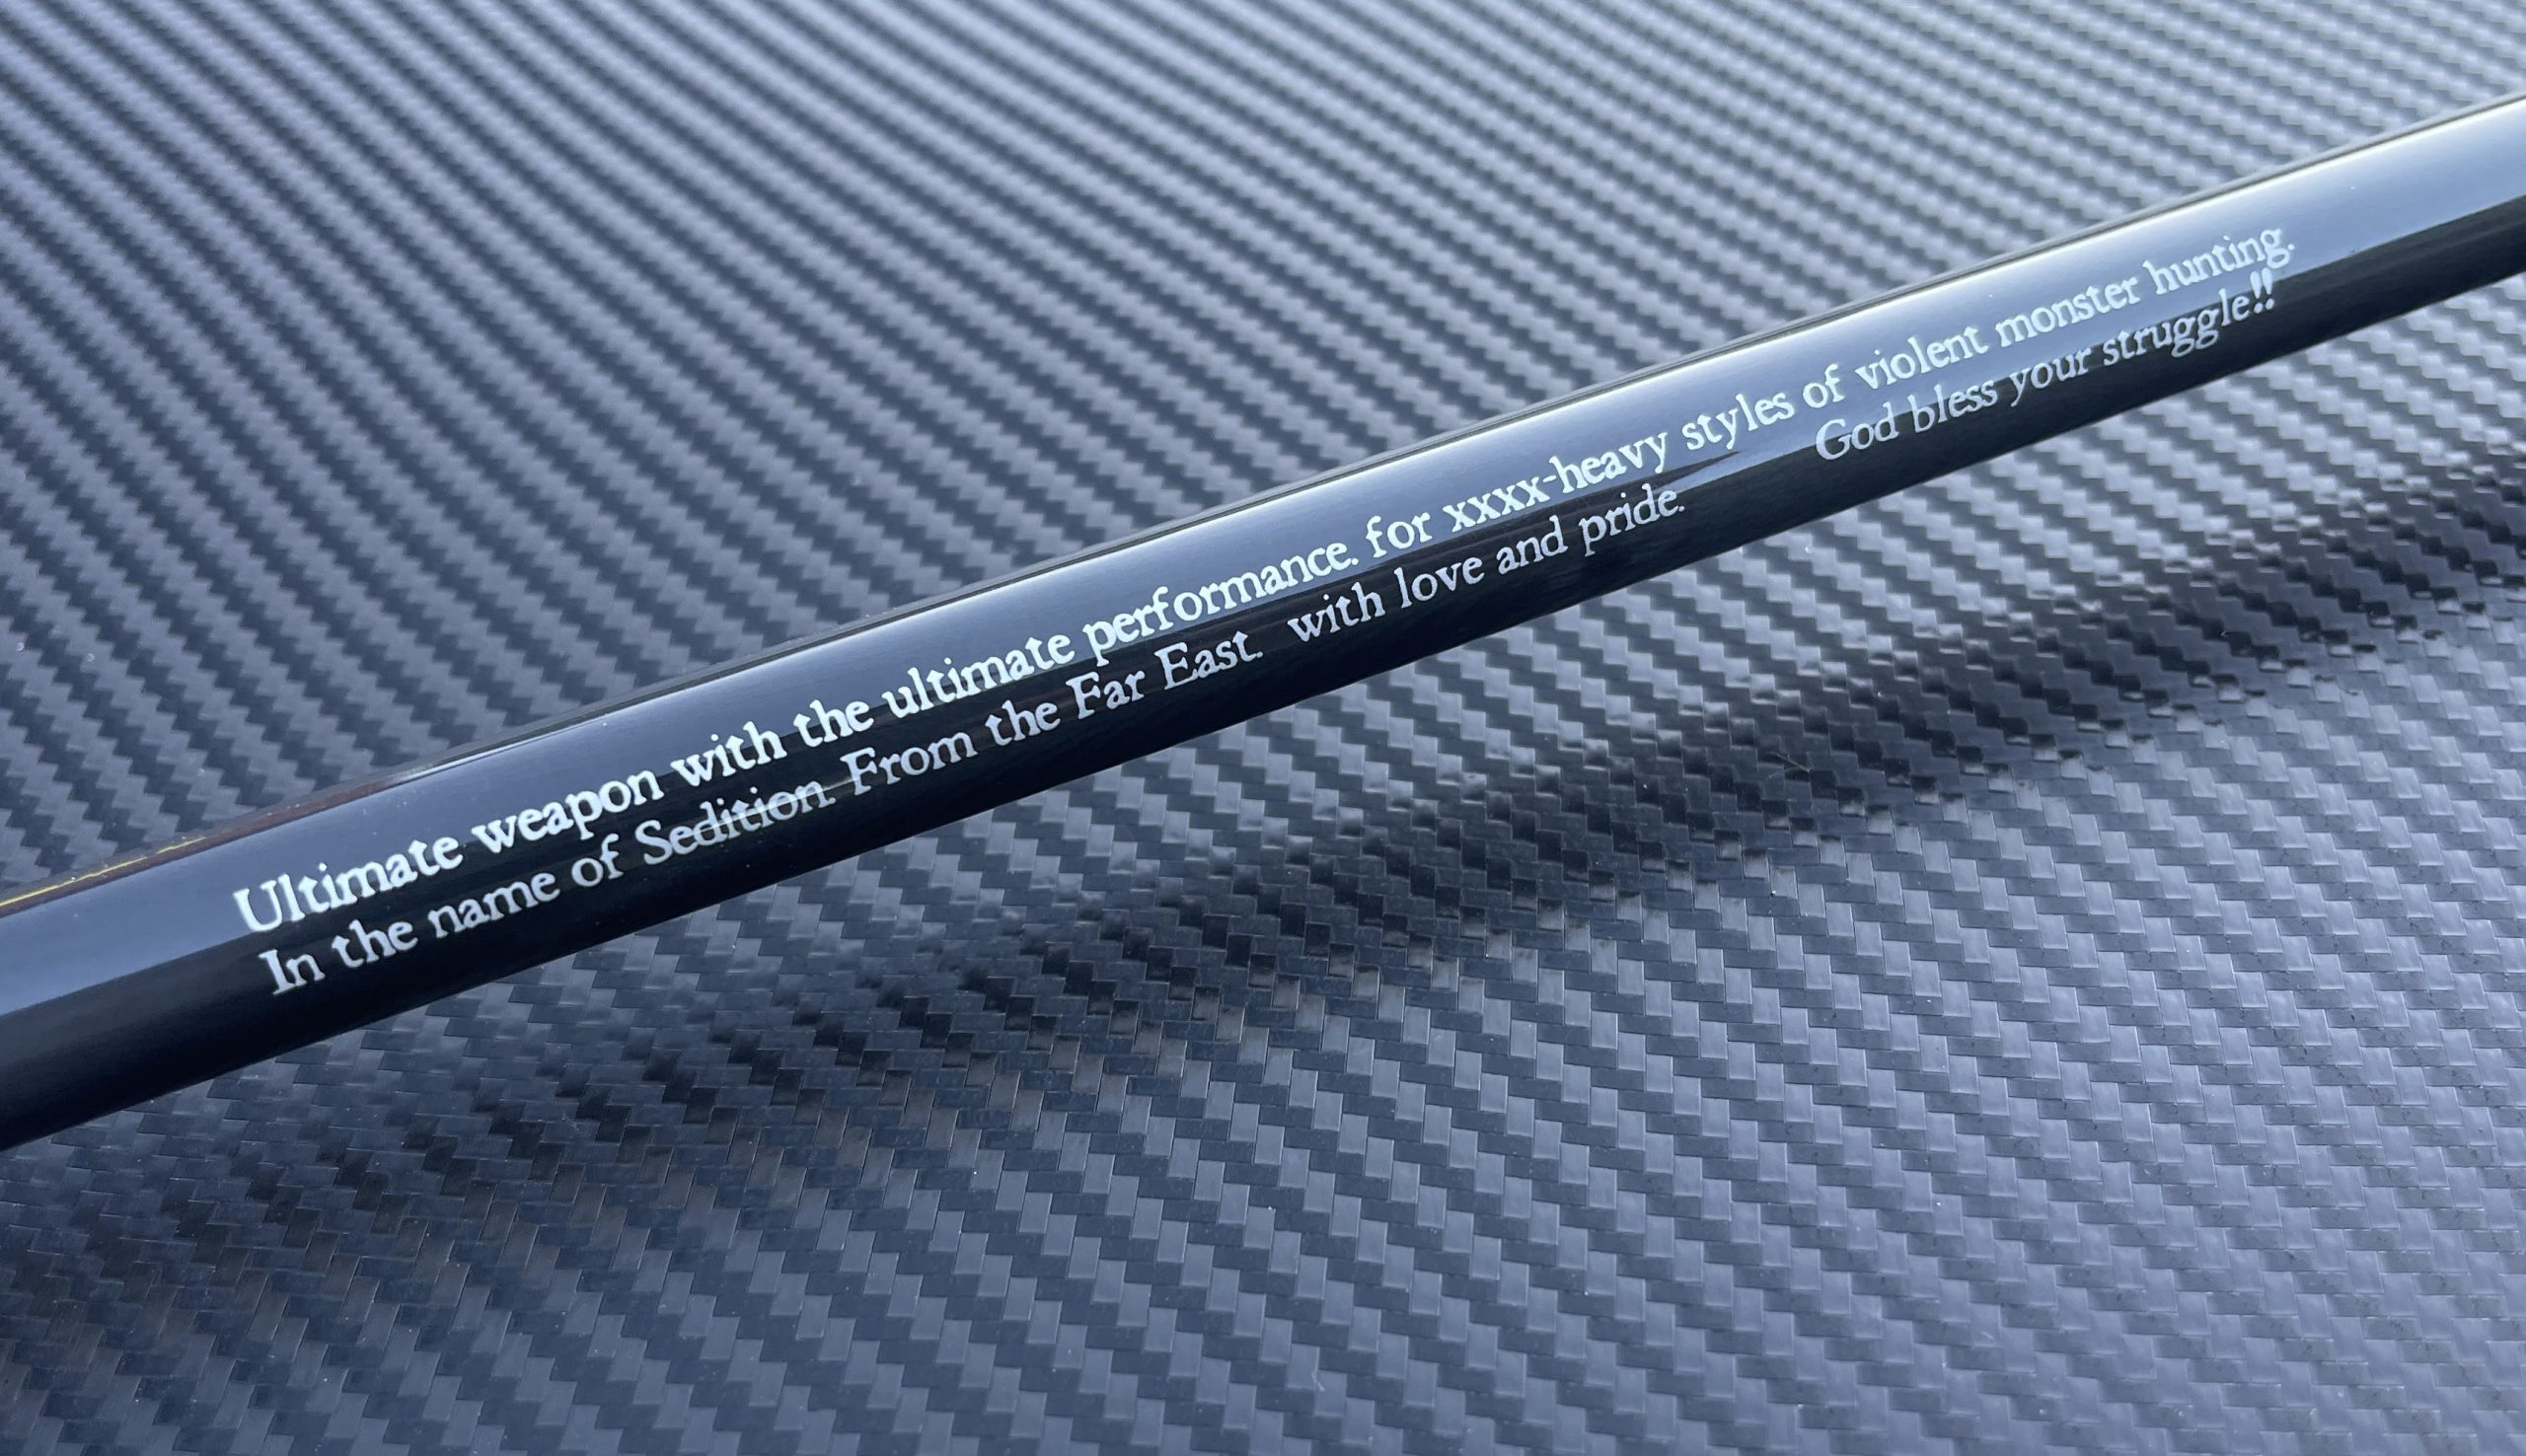 Ultimate weapon with the ultimate performance. for xxxx-heavy styles of violent monster hunting.
In the name of Sedition. From the Far East. with love and pride. God bless your struggle!!